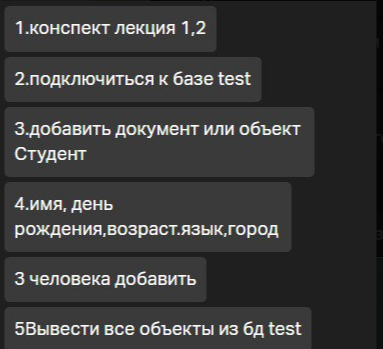 1.конспект лекция 1,2
2.подключиться к базе test
3.добавить документ или объект
Студент
4.имя, день
рождения,возраст.язык,город
3 человека добавить
5Вывести все объекты из бд test